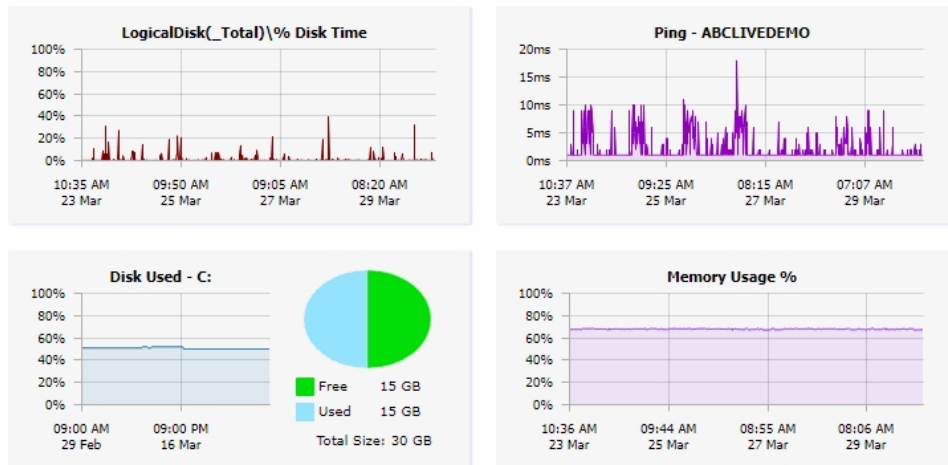 LogicalDisk(_Total)\% Disk Time
100%
80%
60%
40%
20%
0%
10:35 AM 09:50 AM 09:05 AM 08:20 AM
23 Mar 25 Mar 27 Mar 29 Mar
Ping - ABCLIVEDEMO
20ms
15ms
10ms
5ms
0ms
10:37 AM 09:25 AM 08:15 AM 07:07 AM
23 Mar 25 Mar 27 Mar 29 Mar
Disk Used - C:
100%
80%
60%
40%
20%
0%
09:00 AM 09:00 PM
29 Feb 16 Mar
Free 15 GB
Used 15 GB
Total Size: 30 GB
Memory Usage %
100%
80%
60%
40%
20%
0%
10:36 AM 09:44 AM 08:55 AM 08:06 AM
23 Mar 25 Mar 27 Mar 29 Mar